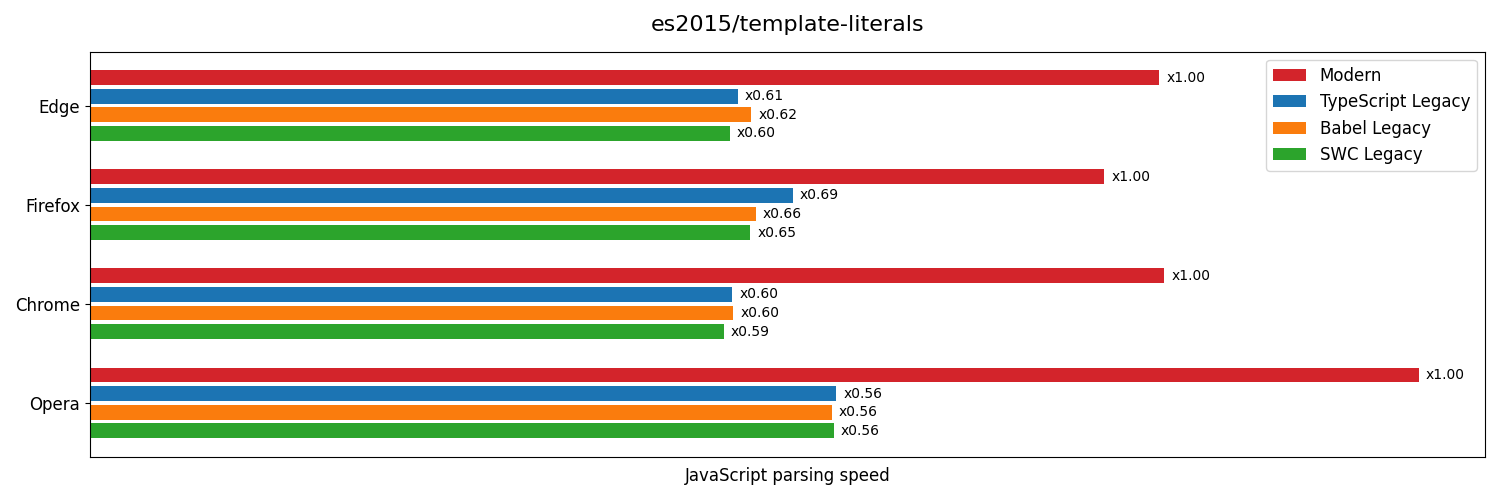 es2015/template-literals
Modern
TypeScript Legacy
Babel Legacy
SWC Legacy
Edge
x1.00
x0.61
x0.62
x0.60
Firefox
x1.00
x0.69
x0.66
x0.65
Chrome
x1.00
x0.60
x0.60
x0.59
Opera
x1.00
x0.56
x0.56
x0.56
JavaScript parsing speed